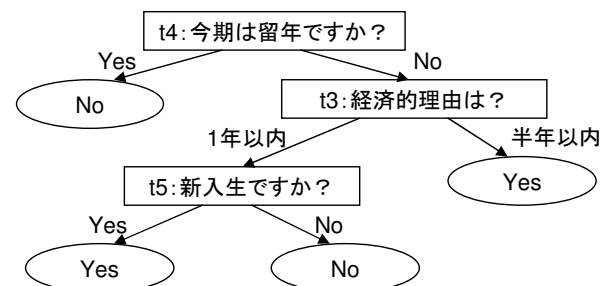 t4:今期は留年ですか？
Yes
No
No
t3:経済的理由は？
1年以内
半年以内
t5:新入生ですか？
Yes
Yes
No
Yes
No